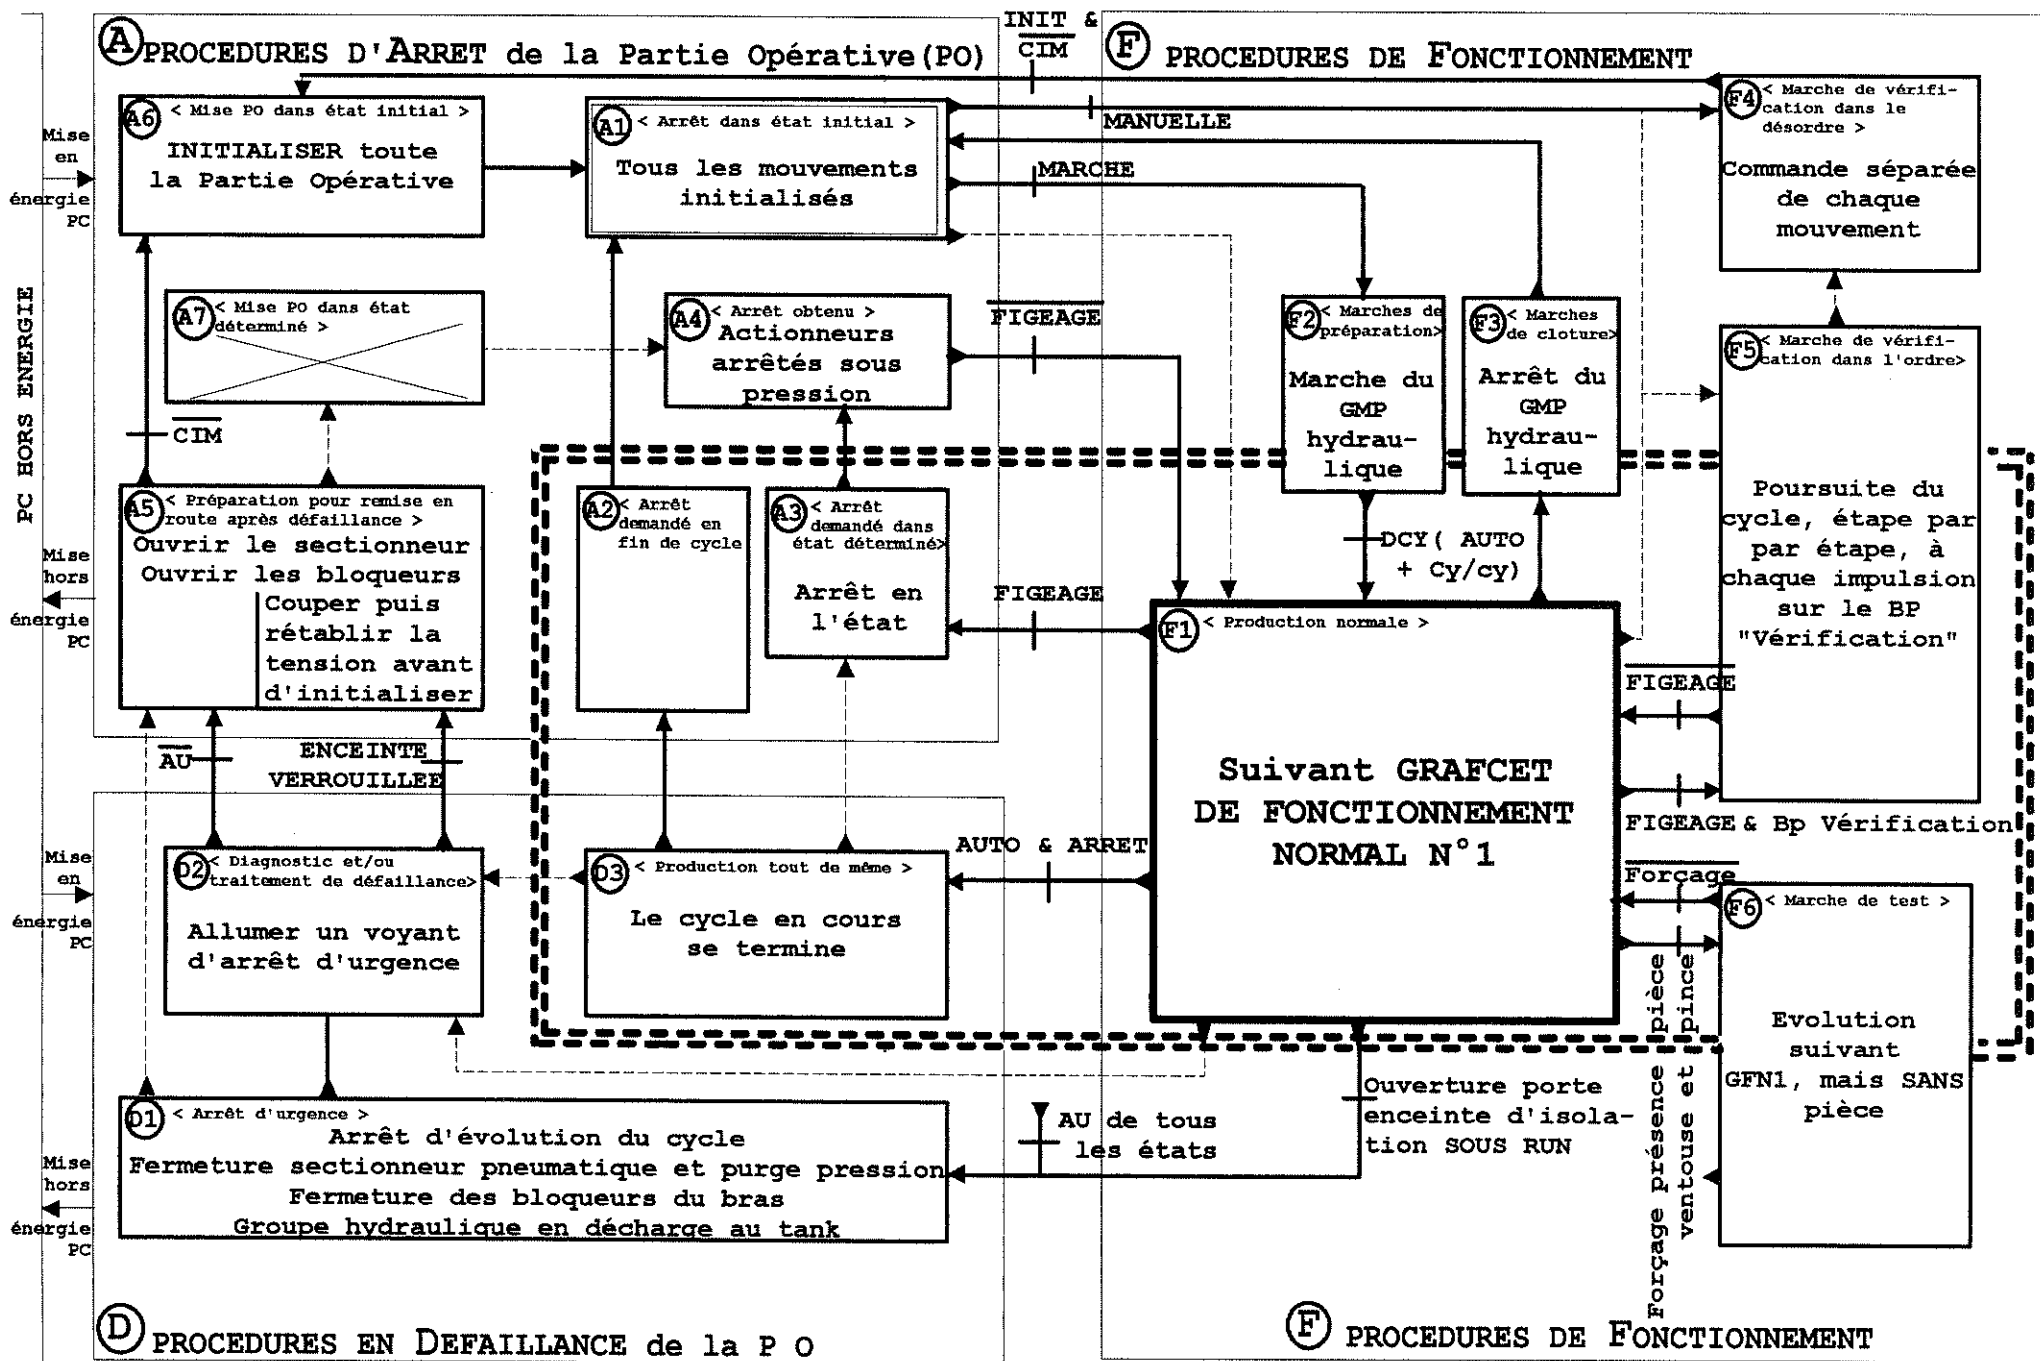 PC HORS ENERGIE
Mise
en
énergie
PC
Mise
hors
énergie
PC
Mise
en
énergie
PC
Mise
hors
énergie
PC
A PROCEDURES D'ARRET de la Partie Opérative(PO)
INIT &
CIM
F PROCEDURES DE FONCTIONNEMENT
A6 < Mise PO dans état initial >
INITIALISER toute
la Partie Opérative
A1 < Arrêt dans état initial >
Tous les mouvements
initialisés
MANUELLE
MARCHE
F4 < Marche de vérifi-
cation dans le
désordre >
Commande séparée
de chaque
mouvement
A7 < Mise PO dans état
déterminé >
A4 < Arrêt obtenu >
Actionneurs
arrêtés sous
pression
FIGEAGE
F2 < Marches de
préparation>
Marche du
GMP
hydrau-
lique
F3 < Marches
de cloture>
Arrêt du
GMP
hydrau-
lique
F5 < Marche de vérifi-
cation dans l'ordre>
Poursuite du
cycle, étape par
par étape, à
chaque impulsion
sur le BP
"Vérification"
CIM
A5 < Préparation pour remise en
route après défaillance >
Ouvrir le sectionneur
Ouvrir les bloqueurs
Couper puis
rétablir la
tension avant
d'initialiser
A2 < Arrêt
demandé en
fin de cycle
A3 < Arrêt
demandé dans
état déterminé>
Arrêt en
l'état
FIGEAGE
DCY( AUTO
+ Cy/cy)
F1 < Production normale >
Suivant GRAFCET
DE FONCTIONNEMENT
NORMAL N°1
FIGEAGE
FIGEAGE & Bp Vérification
AU
ENCEINTE
VERROUILLEE
D2 < Diagnostic et/ou
traitement de défaillance>
Allumer un voyant
d'arrêt d'urgence
D3 < Production tout de même >
Le cycle en cours
se termine
AUTO & ARRET
Forçage
F6 < Marche de test >
Evolution
suivant
GFN1, mais SANS
pièce
Forçage présence pièce
ventouse et pince
D1 < Arrêt d'urgence >
Arrêt d'évolution du cycle
Fermeture sectionneur pneumatique et purge pression
Fermeture des bloqueurs du bras
Groupe hydraulique en décharge au tank
AU de tous
les états
Ouverture porte
enceinte d'isola-
tion SOUS RUN
D PROCEDURES EN DEFAILLANCE de la P O
F PROCEDURES DE FONCTIONNEMENT